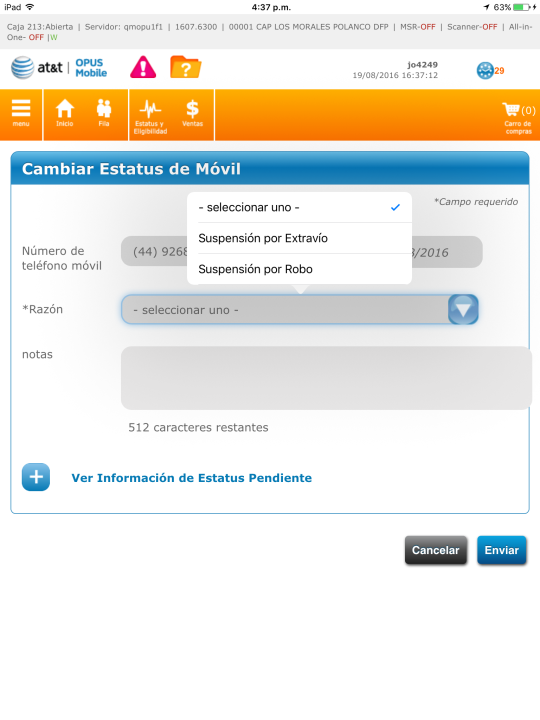 iPad 4:37 p.m. 63%
Caja 213:Abierta | Servidor: qmopu1f1 | 1607.6300 | 00001 CAP LOS MORALES POLANCO DFP | MSR-OFF | Scanner-OFF | All-in-
One- OFF |W
at&t | OPUS Mobile
jo4249
19/08/2016 16:37:12
29
menu Inicio Fila Estatus y Eligibilidad Ventas (0) Carro de compras
Cambiar Estatus de Móvil
*Campo requerido
- seleccionar uno -
Suspensión por Extravío
Suspensión por Robo
Número de teléfono móvil
(44) 9268
/2016
*Razón
- seleccionar uno -
notas
512 caracteres restantes
Ver Información de Estatus Pendiente
Cancelar Enviar